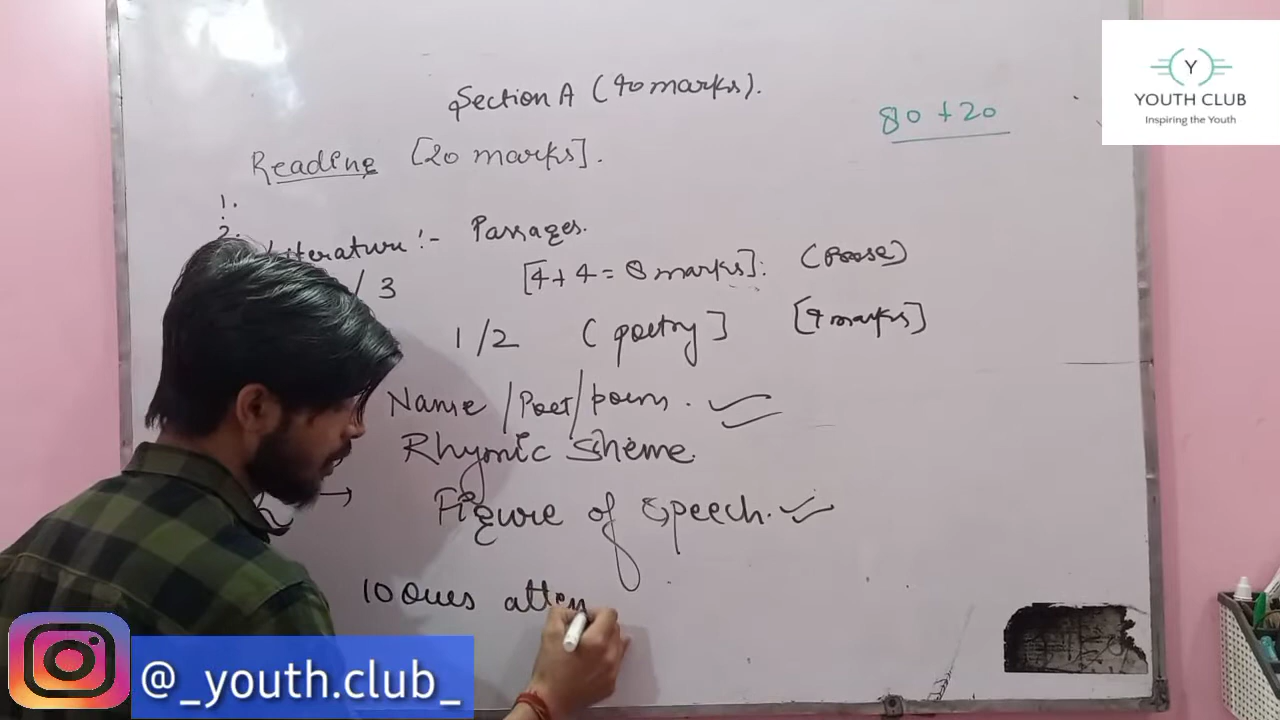 Section A (40 marks).
80 + 20
Reading [20 marks].
1.
2.
Literature :- Passages.
/ 3 [4+4 = 8 marks]: (Prose)
1/2 (poetry] [4 marks]
Name / Poet / poem.
Rhymic Scheme.
→ Figure of Speech.
10 Ques attem
Y
YOUTH CLUB
Inspiring the Youth
@_youth.club_